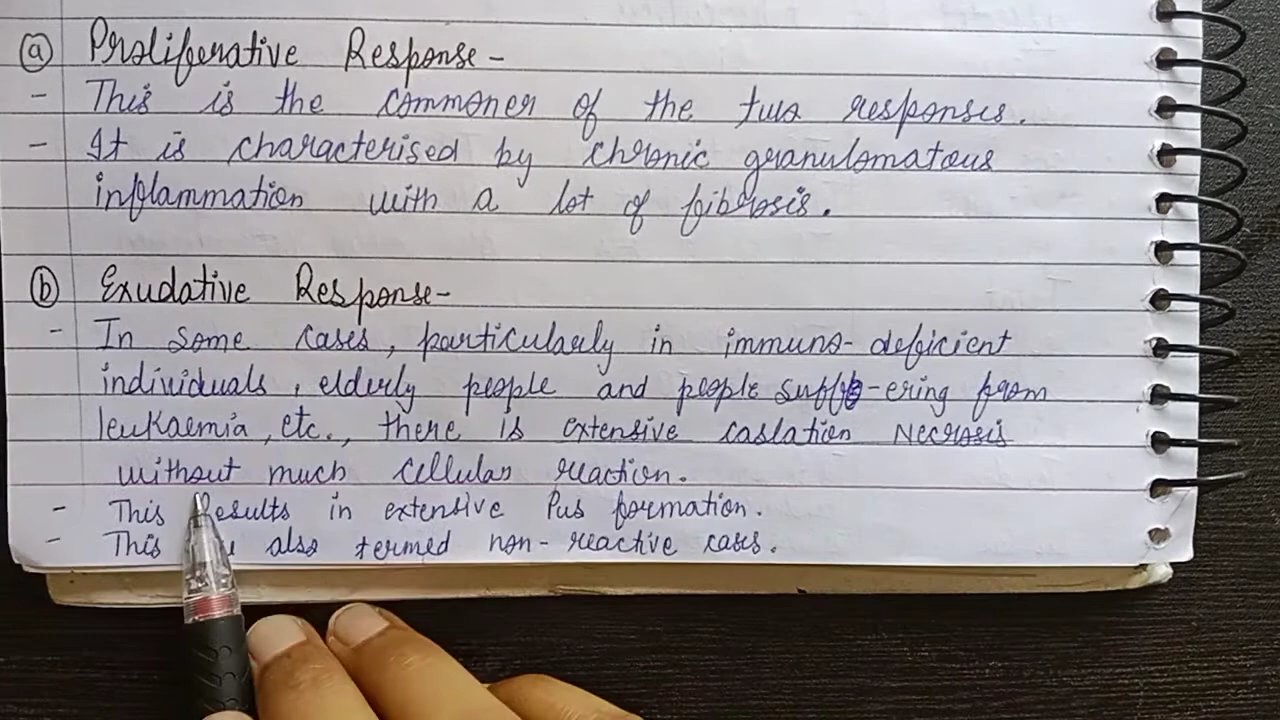 (a) Proliferative Response -
- This is the commoner of the two responses.
- It is characterised by chronic granulomatous
inflammation with a lot of fibrosis.
(b) Exudative Response -
- In some cases, particularly in immuno-deficient
individuals, elderly people and people suff-ering from
leukaemia, etc., there is extensive caslation Necrosis
without much cellular reaction.
- This Results in extensive Pus formation.
- This also termed non-reactive cases.